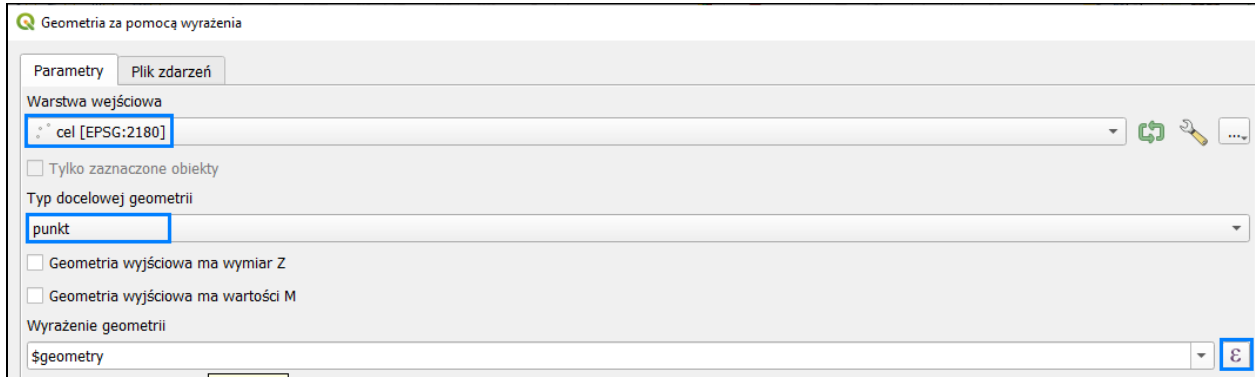 Geometria za pomocą wyrażenia
Parametry Plik zdarzeń
Warstwa wejściowa
cel [EPSG:2180]
...
Tylko zaznaczone obiekty
Typ docelowej geometrii
punkt
Geometria wyjściowa ma wymiar Z
Geometria wyjściowa ma wartości M
Wyrażenie geometrii
$geometry
ε